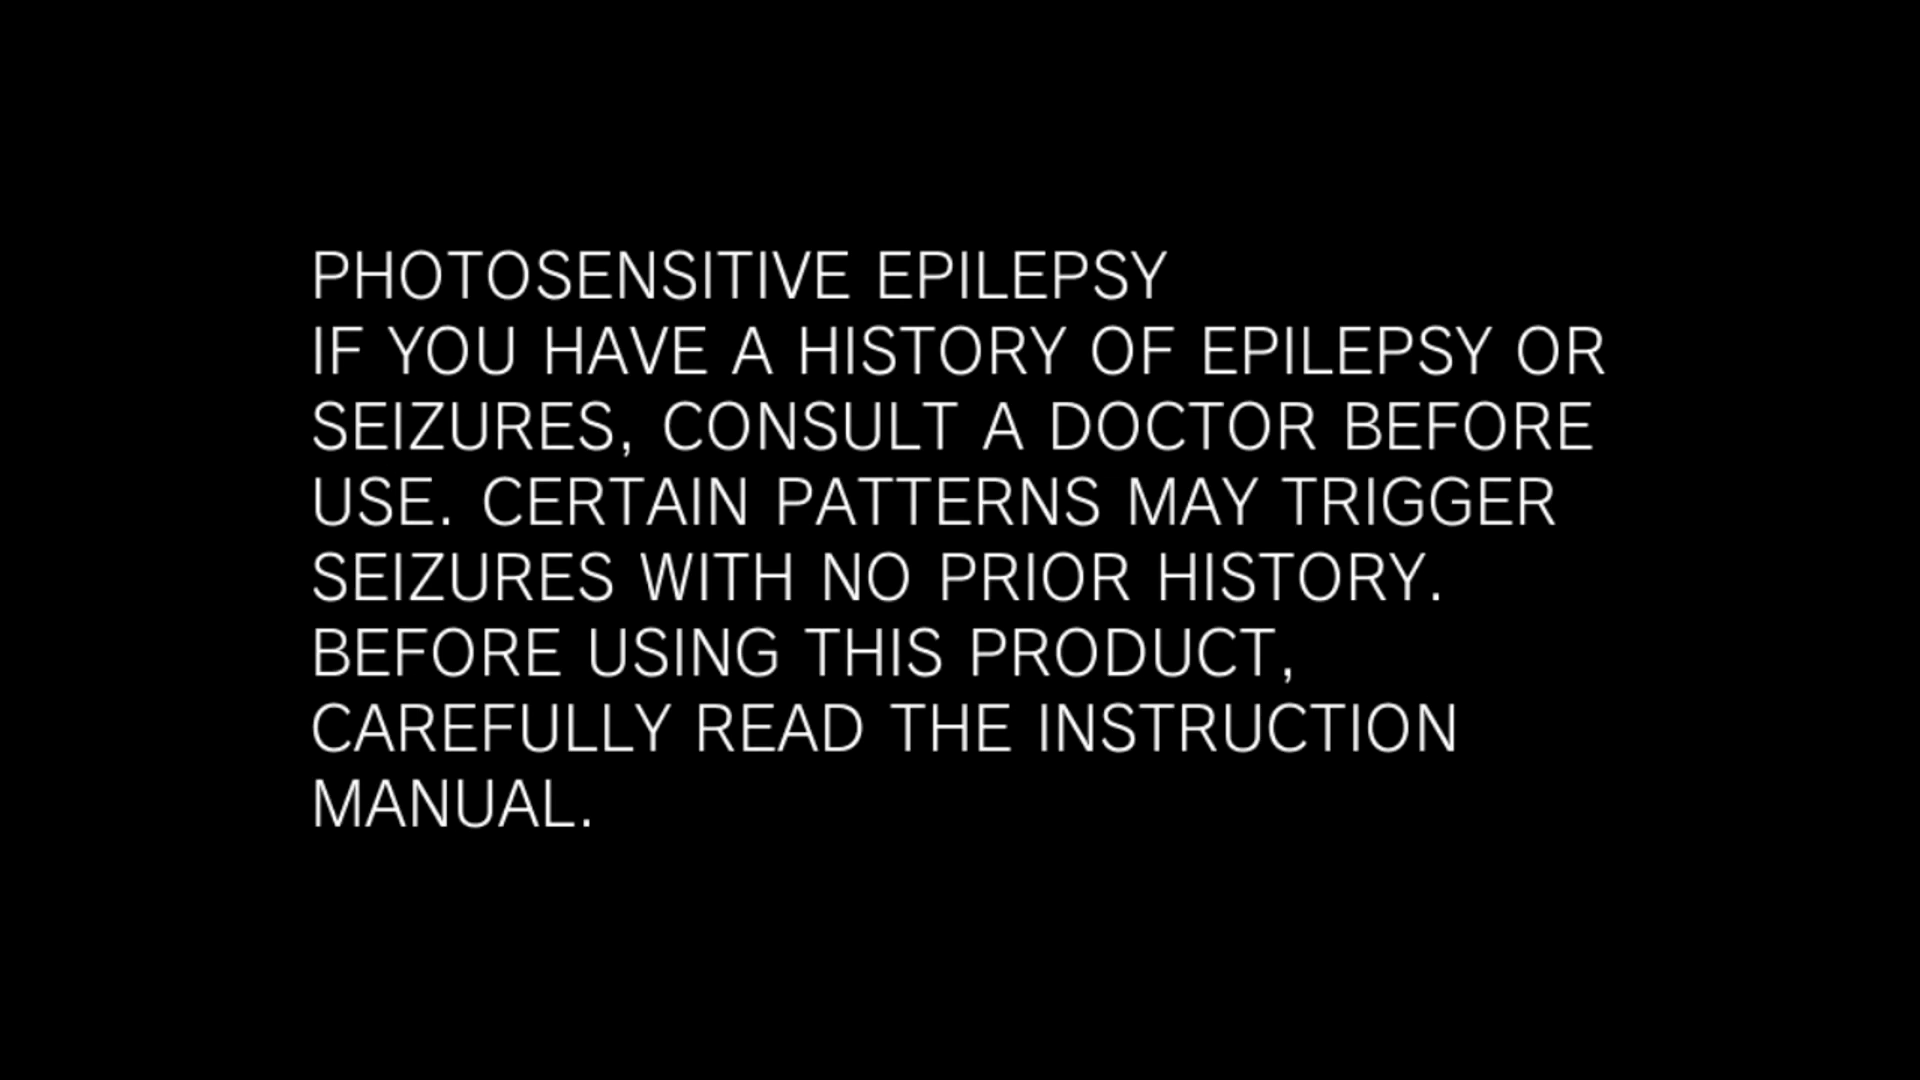 PHOTOSENSITIVE EPILEPSY
IF YOU HAVE A HISTORY OF EPILEPSY OR
SEIZURES, CONSULT A DOCTOR BEFORE
USE. CERTAIN PATTERNS MAY TRIGGER
SEIZURES WITH NO PRIOR HISTORY.
BEFORE USING THIS PRODUCT,
CAREFULLY READ THE INSTRUCTION
MANUAL.